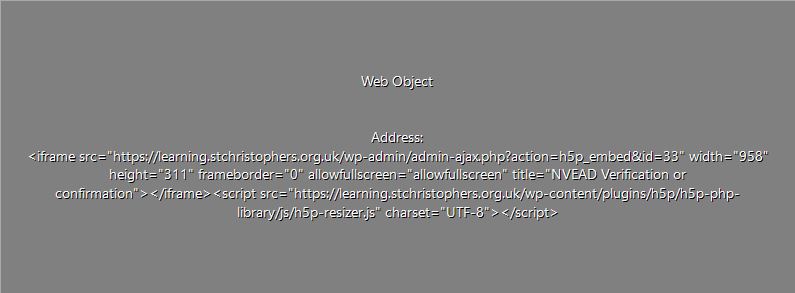 Web Object
Address:
<iframe src="https://learning.stchristophers.org.uk/wp-admin/admin-ajax.php?action=h5p_embed&id=33" width="958"
height="311" frameborder="0" allowfullscreen="allowfullscreen" title="NVEAD Verification or
confirmation"></iframe><script src="https://learning.stchristophers.org.uk/wp-content/plugins/h5p/h5p-php-
library/js/h5p-resizer.js" charset="UTF-8"></script>